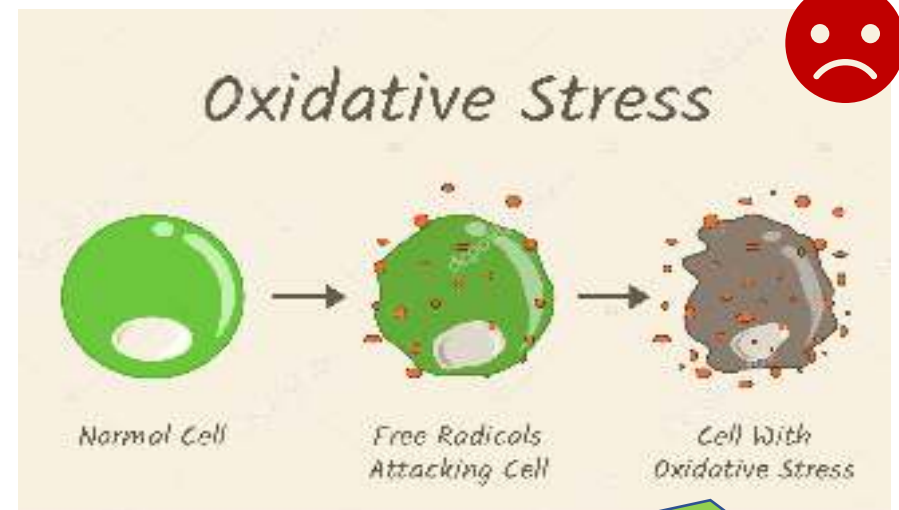 Oxidative Stress
Normal Cell
Free Radicals
Attacking Cell
Cell With
Oxidative Stress